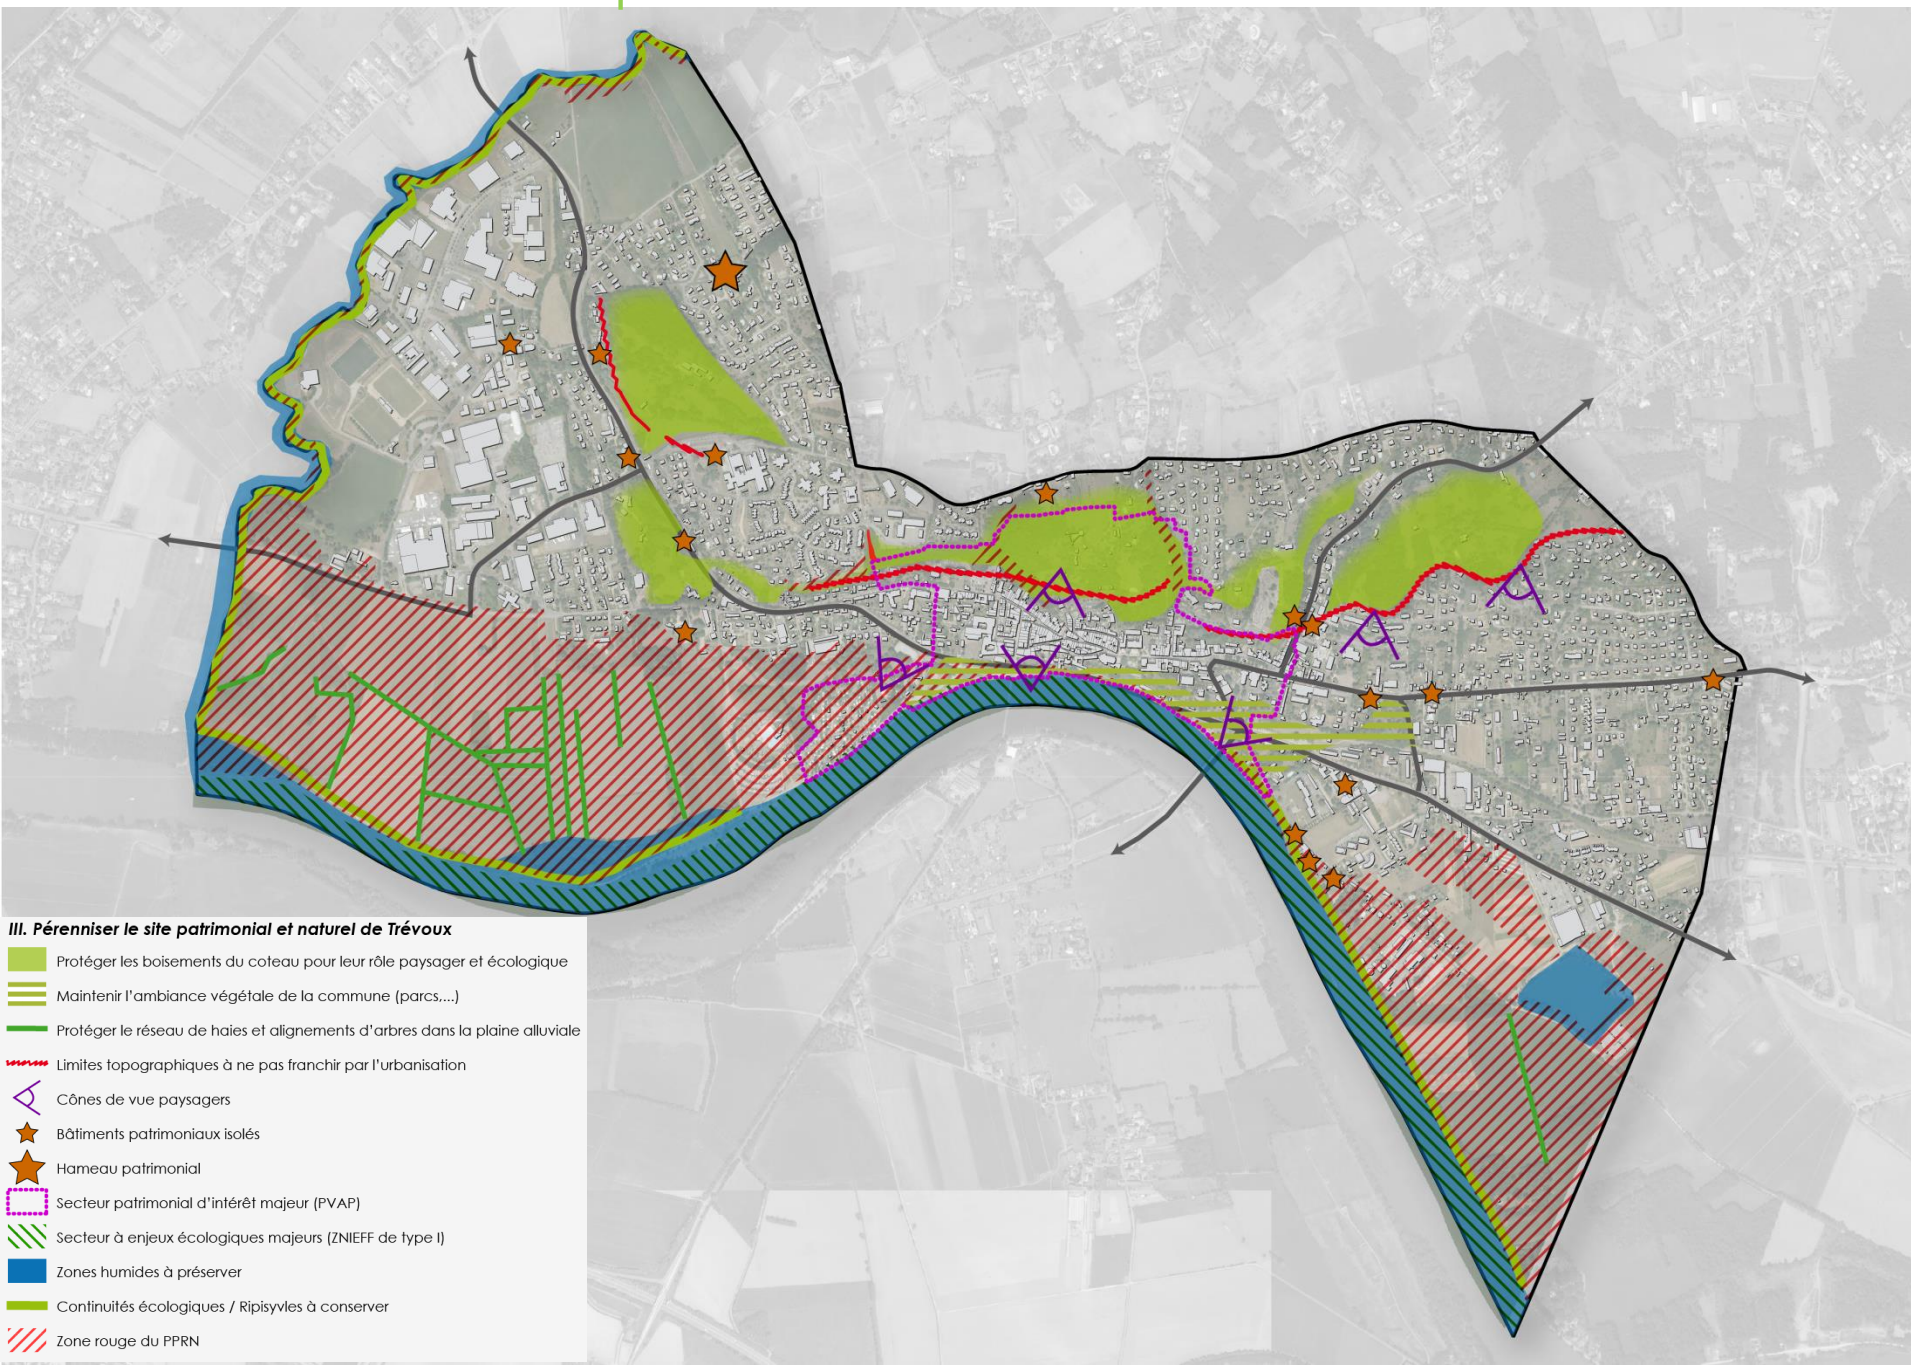 III. Pérenniser le site patrimonial et naturel de Trévoux
Protéger les boisements du coteau pour leur rôle paysager et écologique
Maintenir l'ambiance végétale de la commune (parcs,...)
Protéger le réseau de haies et alignements d'arbres dans la plaine alluviale
Limites topographiques à ne pas franchir par l'urbanisation
Cônes de vue paysagers
Bâtiments patrimoniaux isolés
Hameau patrimonial
Secteur patrimonial d'intérêt majeur (PVAP)
Secteur à enjeux écologiques majeurs (ZNIEFF de type I)
Zones humides à préserver
Continuités écologiques / Ripisyvles à conserver
Zone rouge du PPRN